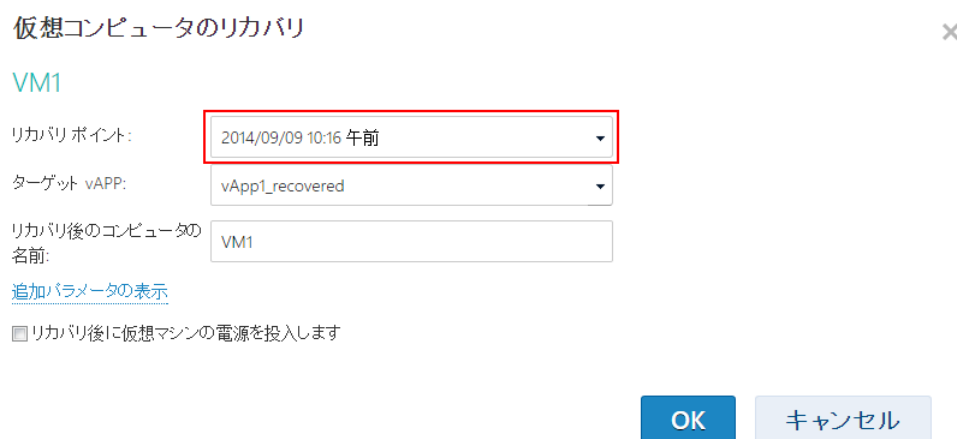 仮想コンピュータのリカバリ
VM1
リカバリ ポイント: 2014/09/09 10:16 午前
ターゲット vAPP: vApp1_recovered
リカバリ後のコンピュータの
名前: VM1
追加パラメータの表示
リカバリ後に仮想マシンの電源を投入します
OK キャンセル